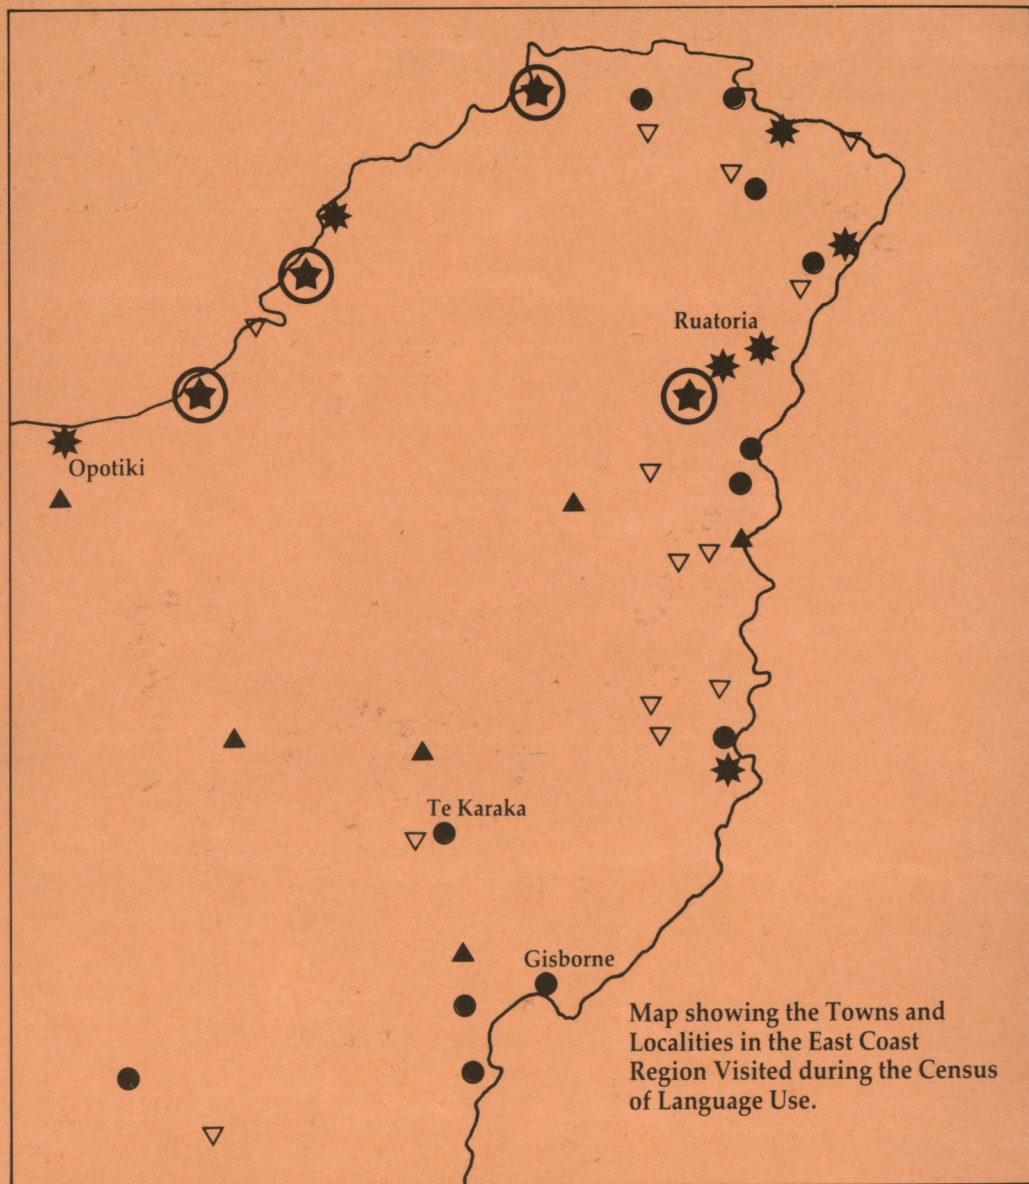 Ruatoria
Opotiki
Te Karaka
Gisborne
Map showing the Towns and
Localities in the East Coast
Region Visited during the Census
of Language Use.